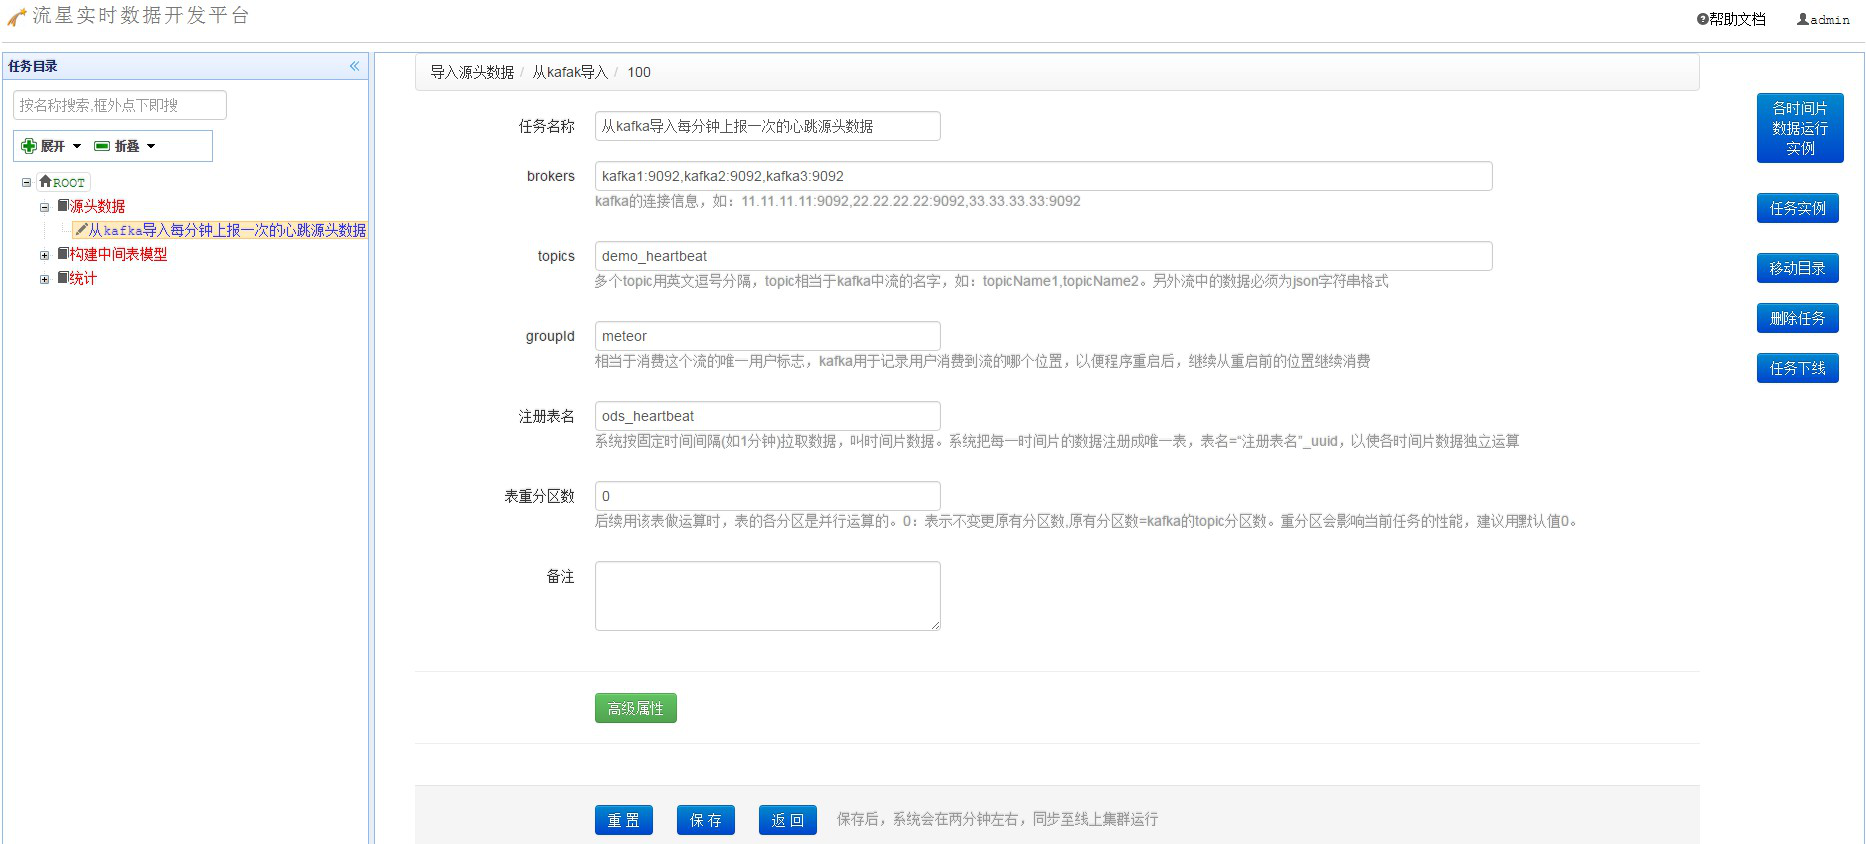 流星实时数据开发平台
帮助文档
admin
任务目录
按名称搜索,框外点下即搜
展开 折叠
ROOT
源头数据
从kafka导入每分钟上报一次的心跳源头数据
构建中间表模型
统计
导入源头数据 / 从kafak导入 / 100
任务名称
从kafka导入每分钟上报一次的心跳源头数据
brokers
kafka1:9092,kafka2:9092,kafka3:9092
kafka的连接信息，如：11.11.11.11:9092,22.22.22.22:9092,33.33.33.33:9092
topics
demo_heartbeat
多个topic用英文逗号分隔，topic相当于kafka中流的名字，如：topicName1,topicName2。另外流中的数据必须为json字符串格式
groupId
meteor
相当于消费这个流的唯一用户标志，kafka用于记录用户消费到流的哪个位置，以便程序重启后，继续从重启前的位置继续消费
注册表名
ods_heartbeat
系统按固定时间间隔(如1分钟)拉取数据，叫时间片数据。系统把每一时间片的数据注册成唯一表，表名=“注册表名”_uuid，以使各时间片数据独立运算
表重分区数
0
后续用该表做运算时，表的各分区是并行运算的。0：表示不变更原有分区数,原有分区数=kafka的topic分区数。重分区会影响当前任务的性能，建议用默认值0。
备注
高级属性
重 置
保 存
返 回
保存后，系统会在两分钟左右，同步至线上集群运行
各时间片
数据运行
实例
任务实例
移动目录
删除任务
任务下线